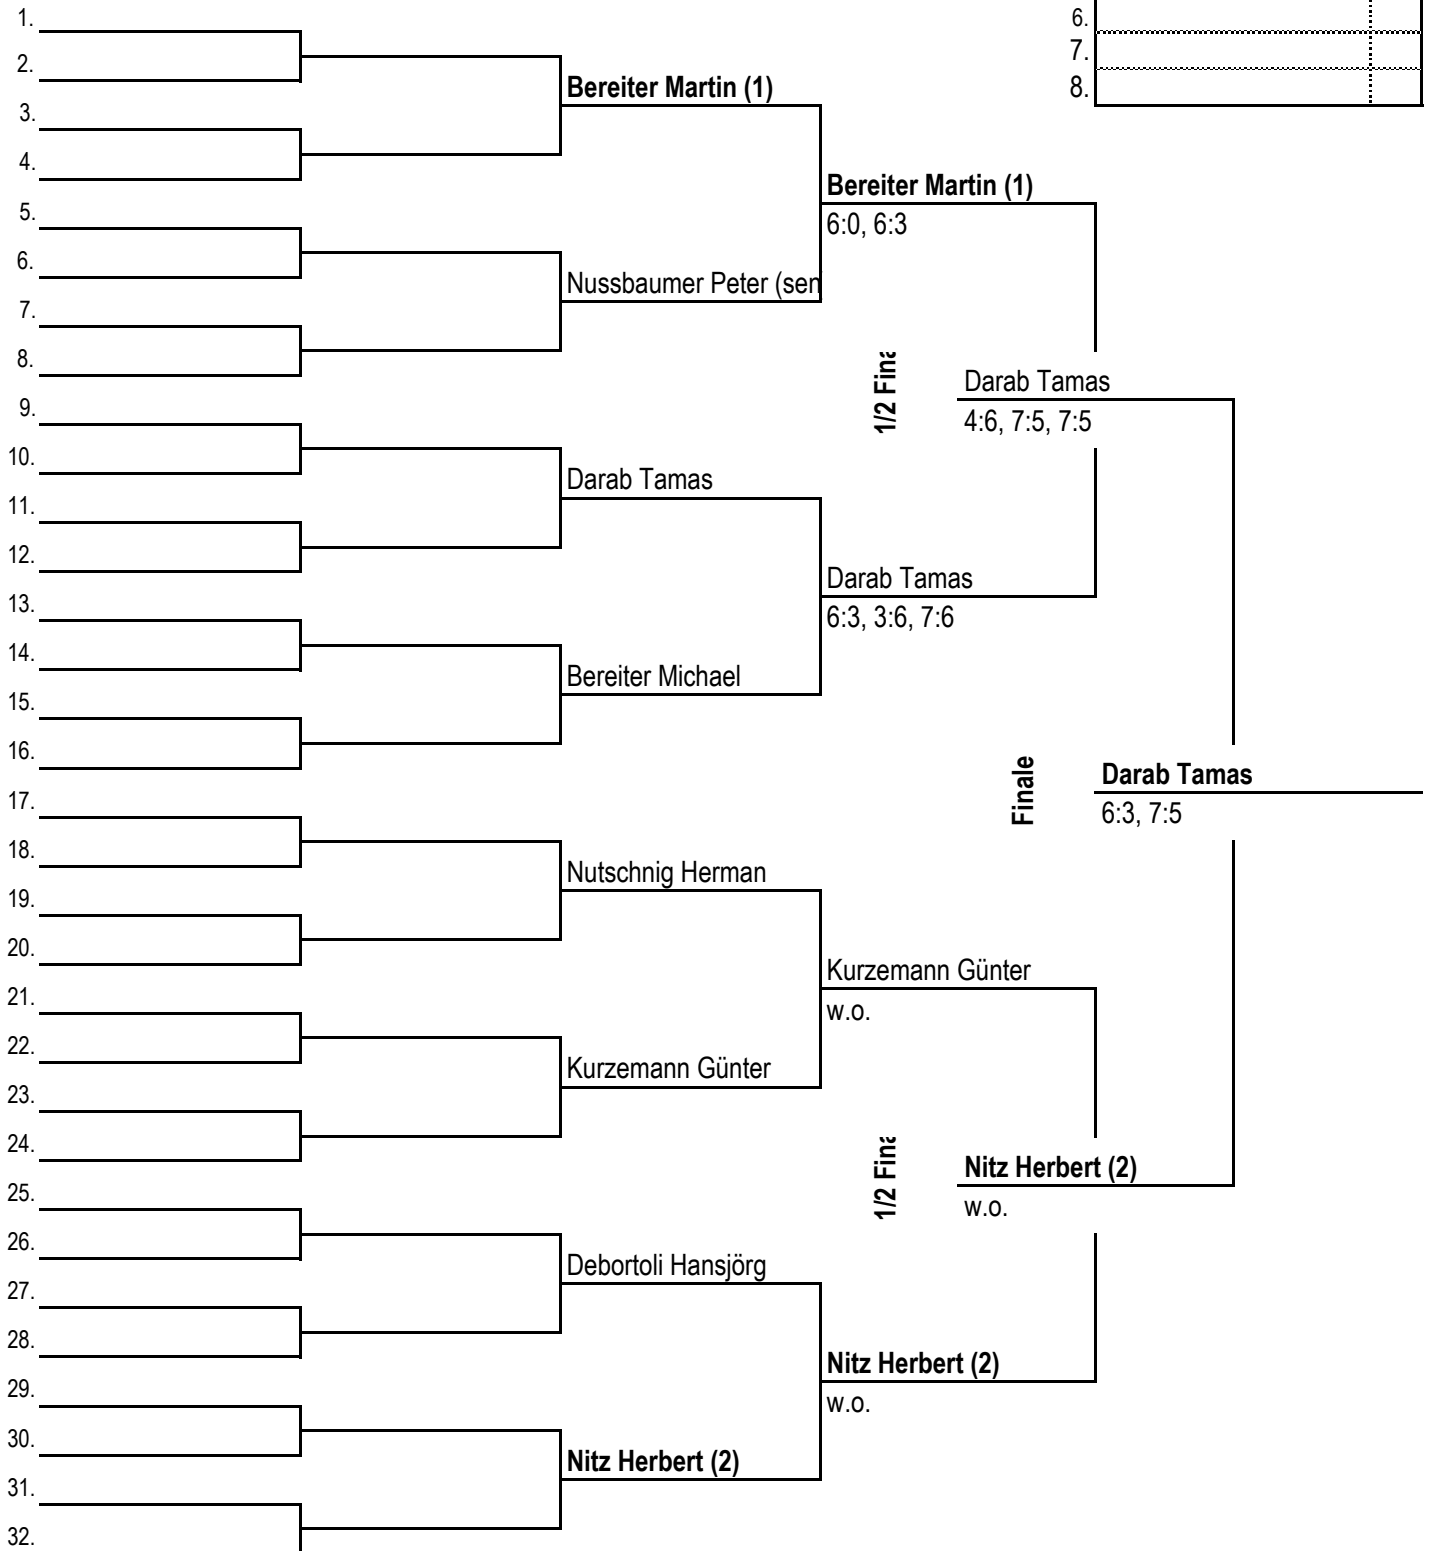 1.
6.
7.
8.
2.
Bereiter Martin (1)
3.
4.
Bereiter Martin (1)
5.
6:0, 6:3
6.
Nussbaumer Peter (sen
7.
8.
1/2 Fina
Darab Tamas
9.
4:6, 7:5, 7:5
10.
Darab Tamas
11.
12.
Darab Tamas
13.
6:3, 3:6, 7:6
14.
Bereiter Michael
15.
16.
Finale
Darab Tamas
17.
6:3, 7:5
18.
Nutschnig Herman
19.
20.
Kurzemann Günter
21.
w.o.
22.
Kurzemann Günter
23.
24.
1/2 Fina
Nitz Herbert (2)
25.
w.o.
26.
Debortoli Hansjörg
27.
28.
Nitz Herbert (2)
29.
w.o.
30.
Nitz Herbert (2)
31.
32.